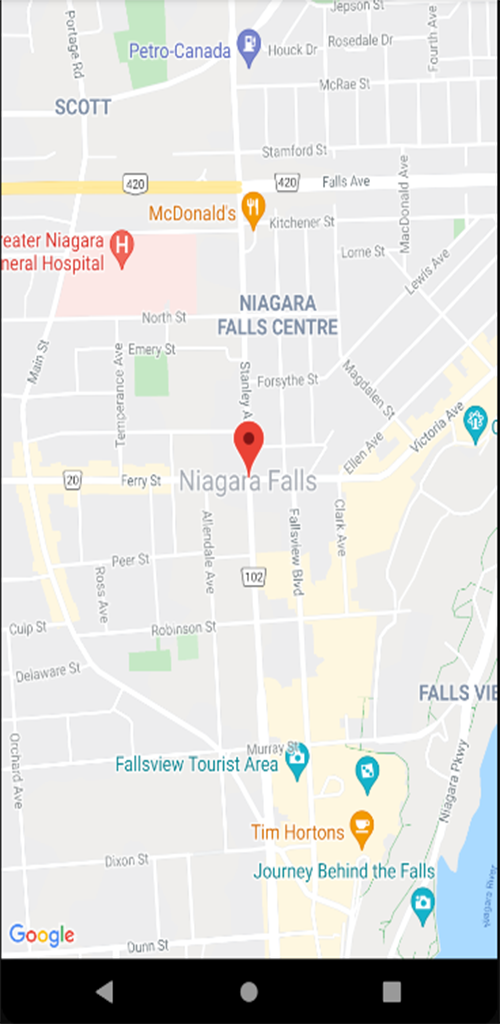 Jepson St
Portage Rd
Fourth Ave
Rosedale Dr
Petro-Canada
Houck Dr
McRae St
SCOTT
Stamford St
420
420
Falls Ave
MacDonald Ave
McDonald's
Kitchener St
reater Niagara
neral Hospital
H
Lorne St
Lewis Ave
NIAGARA
FALLS CENTRE
North St
Main St
Emery St
Temperance Ave
Stanley A
Forsythe St
Magdalen St
Victoria Ave
Ellen Ave
20
Ferry St
Niagara Falls
Allendale Ave
Fallsview Blvd
Clark Ave
Peer St
102
Ross Ave
Culp St
Robinson St
Delaware St
FALLS VIE
Orchard Ave
Murray St
Fallsview Tourist Area
Niagara Pkwy
Tim Hortons
Dixon St
Journey Behind the Falls
Niagara River
Google
Dunn St